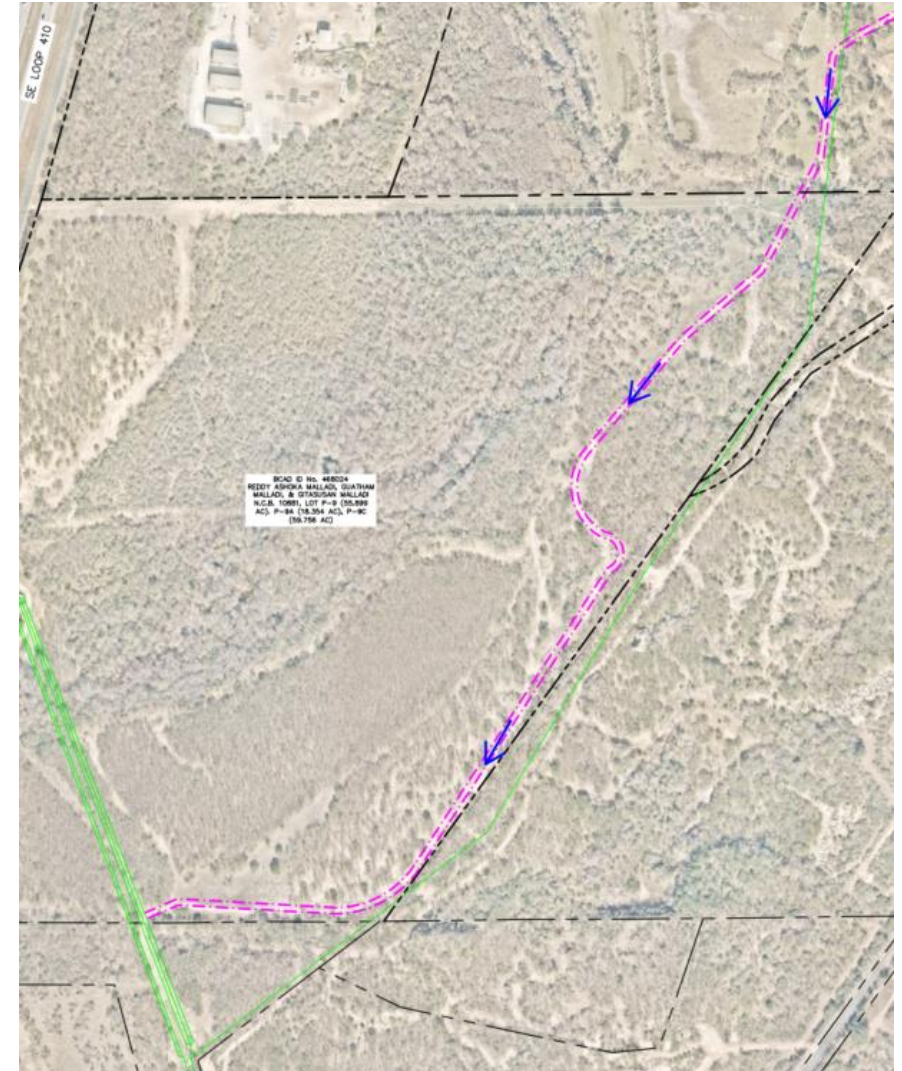 SE LOOP 410
BCAD ID No. 468024
REDDY ASHOKA MALLADI, GUATHAM
MALLADI, & GITASUSAN MALLADI
N.C.B. 10881, LOT P-9 (55.899
AC), P-9A (18.354 AC), P-9C
(59.756 AC)